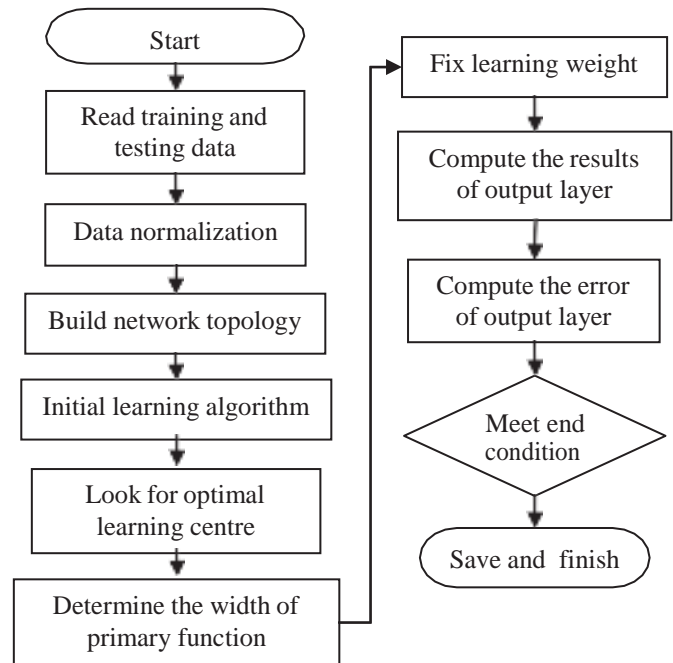 Start
Read training and
testing data
Data normalization
Build network topology
Initial learning algorithm
Look for optimal
learning centre
Determine the width of
primary function
Fix learning weight
Compute the results
of output layer
Compute the error
of output layer
Meet end
condition
Save and finish